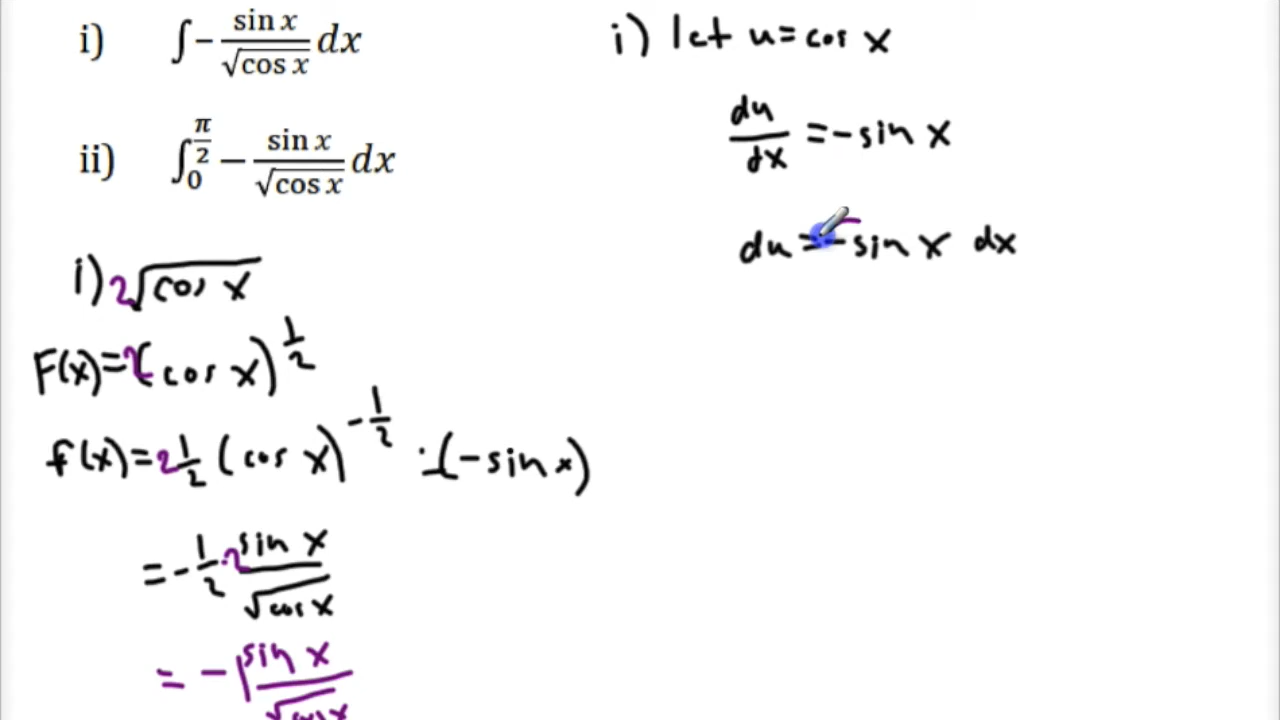 i) ∫ - sin x / √cos x dx
ii) ∫₀^(π/2) - sin x / √cos x dx
i) 2√cos x
F(x)=2(cos x)^(1/2)
f(x)=2 1/2 (cos x)^(-1/2) · (-sin x)
= - 1/2 · 2 sin x / √cos x
= - sin x / √cos x
i) let u = cos x
du/dx = - sin x
du = - sin x dx